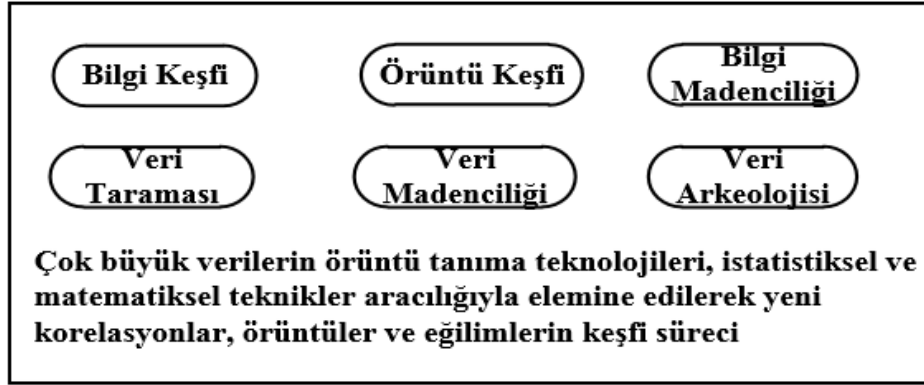 Bilgi Keşfi
Örüntü Keşfi
Bilgi
Madenciliği
Veri
Taraması
Veri
Madenciliği
Veri
Arkeolojisi
Çok büyük verilerin örüntü tanıma teknolojileri, istatistiksel ve
matematiksel teknikler aracılığıyla elemine edilerek yeni
korelasyonlar, örüntüler ve eğilimlerin keşfi süreci